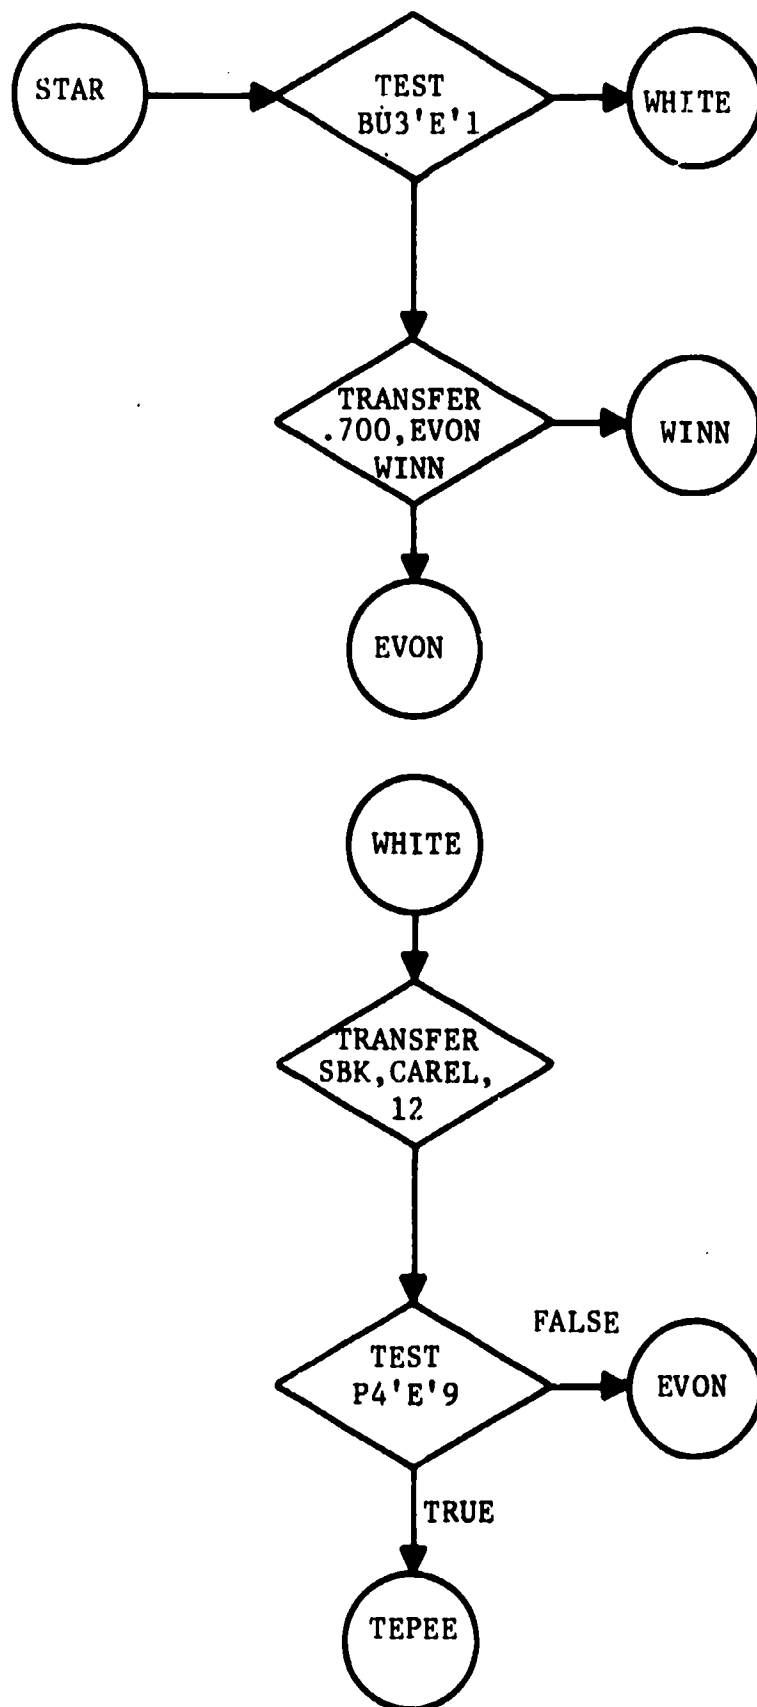 STAR
TEST
BU3'E'1
WHITE
TRANSFER
.700,EVON
WINN
WINN
EVON
WHITE
TRANSFER
SBK,CAREL,
12
TEST
P4'E'9
FALSE
EVON
TRUE
TEPEE